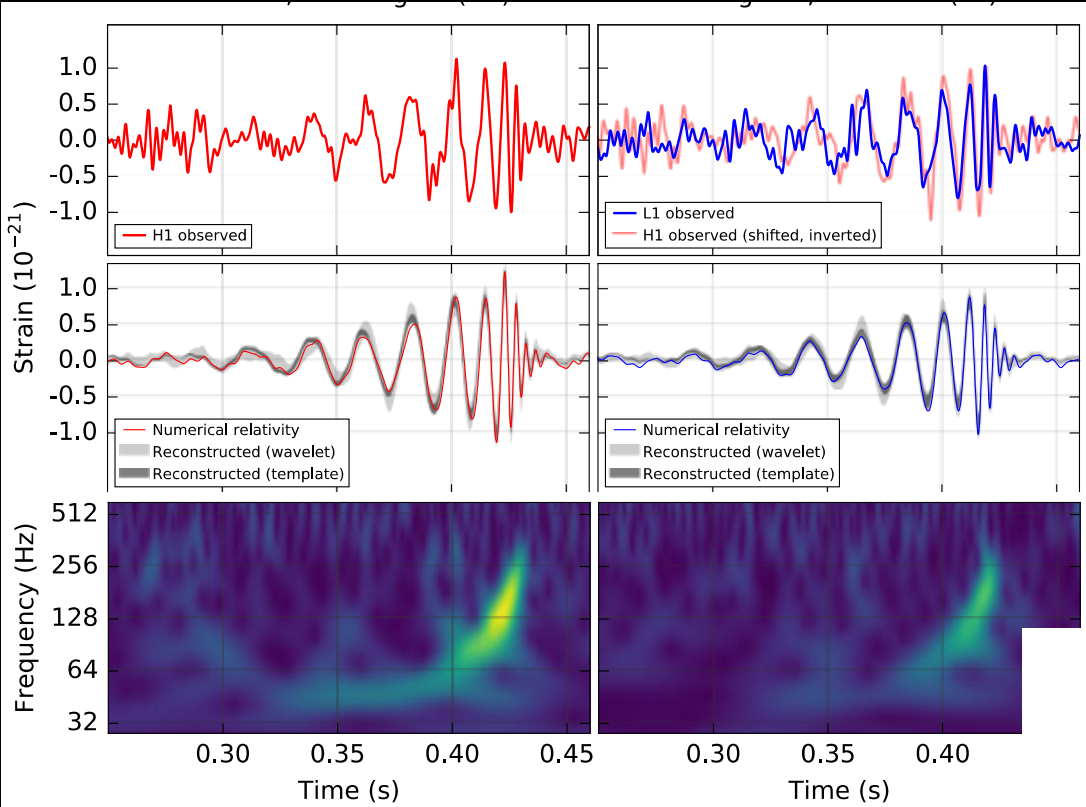 1.0
0.5
0.0
-0.5
-1.0
H1 observed
L1 observed
H1 observed (shifted, inverted)
Strain (10⁻²¹)
1.0
0.5
0.0
-0.5
-1.0
Numerical relativity
Reconstructed (wavelet)
Reconstructed (template)
Numerical relativity
Reconstructed (wavelet)
Reconstructed (template)
Frequency (Hz)
512
256
128
64
32
0.30
0.35
0.40
0.45
0.30
0.35
0.40
Time (s)
Time (s)